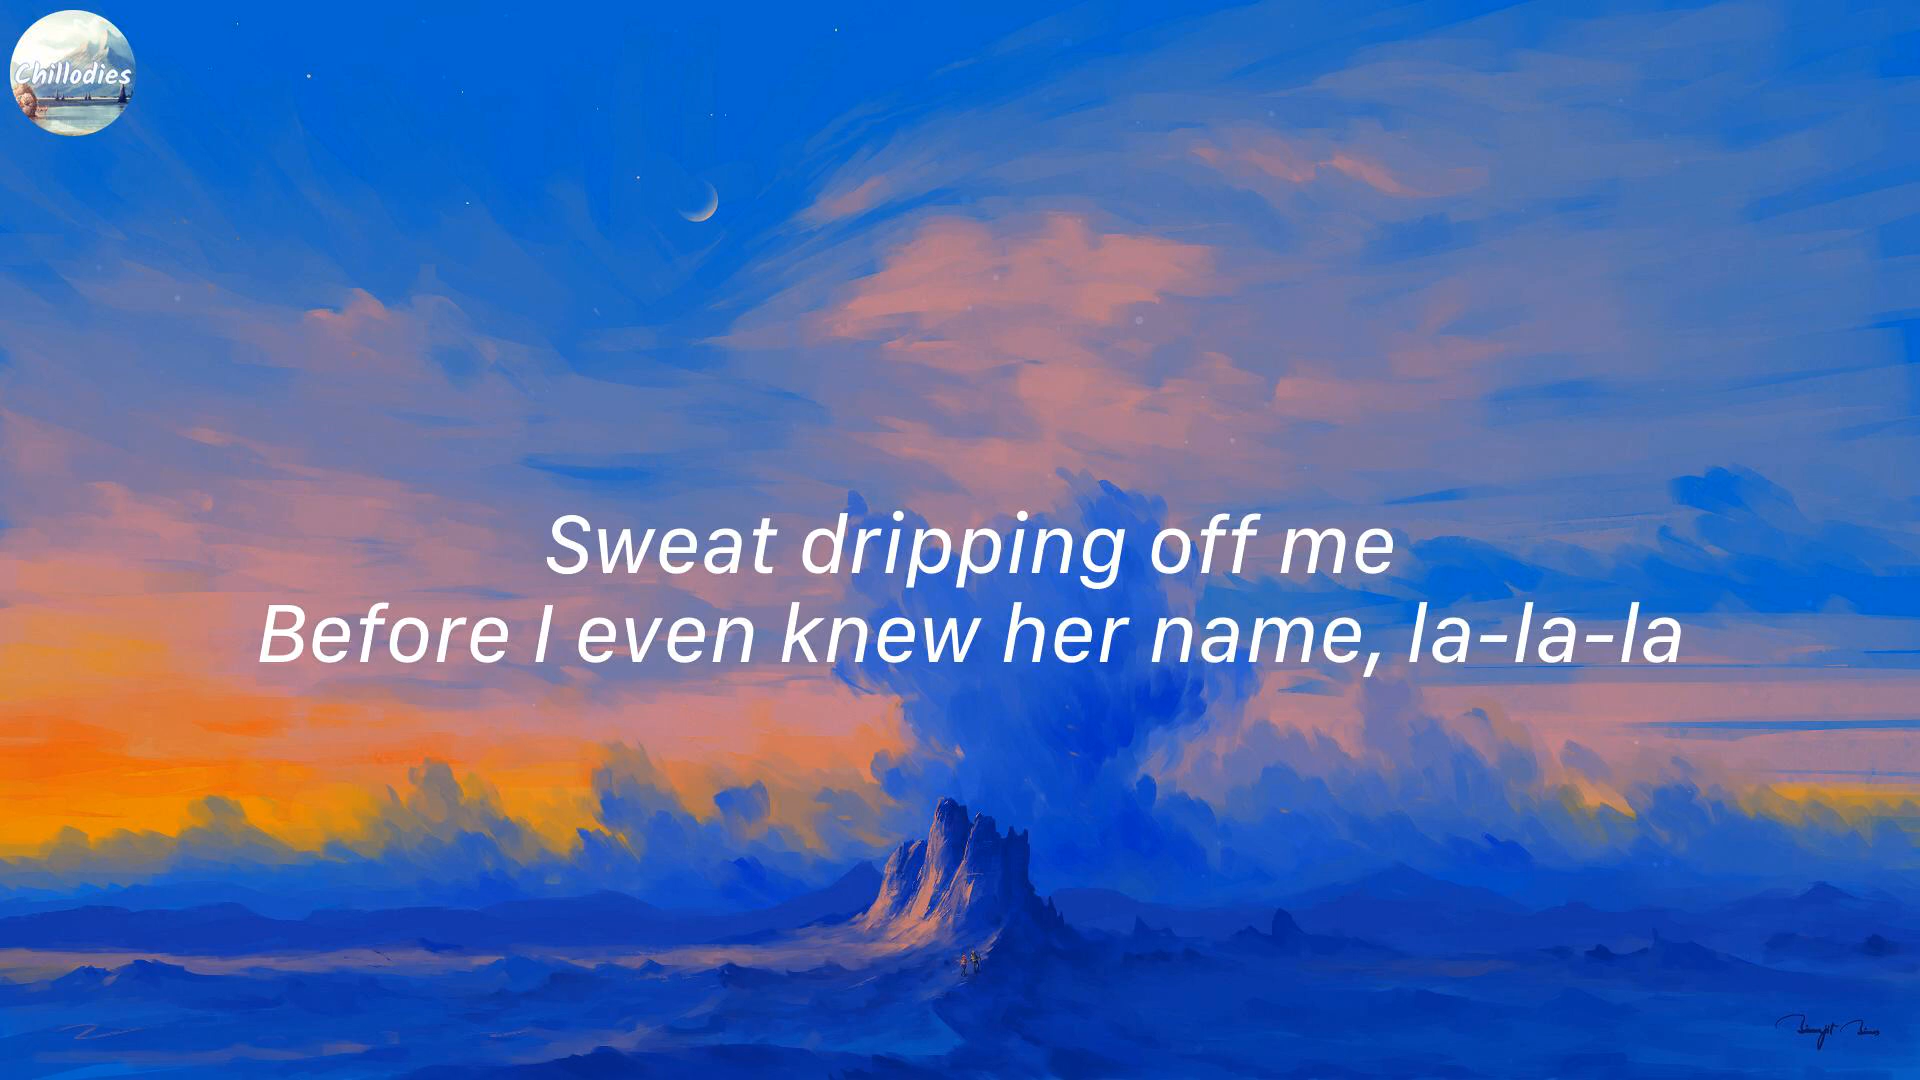 Chillodies
Sweat dripping off me
Before I even knew her name, la-la-la